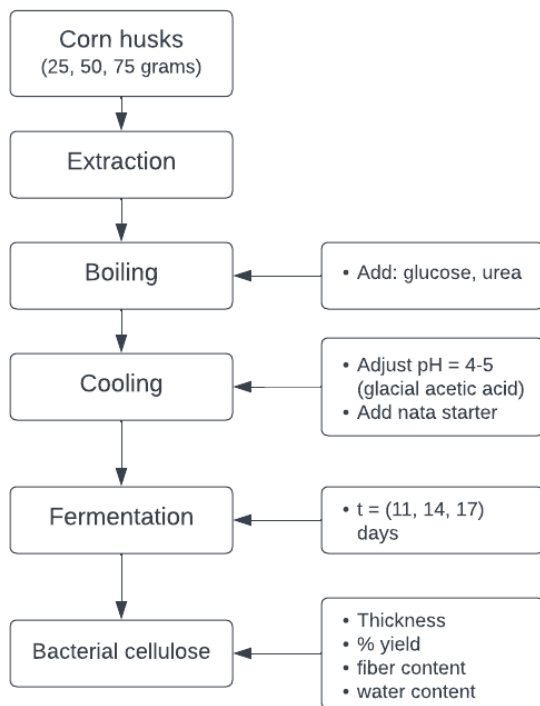 Corn husks
(25, 50, 75 grams)
Extraction
Boiling
• Add: glucose, urea
Cooling
• Adjust pH = 4-5
(glacial acetic acid)
• Add nata starter
Fermentation
• t = (11, 14, 17)
days
Bacterial cellulose
• Thickness
• % yield
• fiber content
• water content